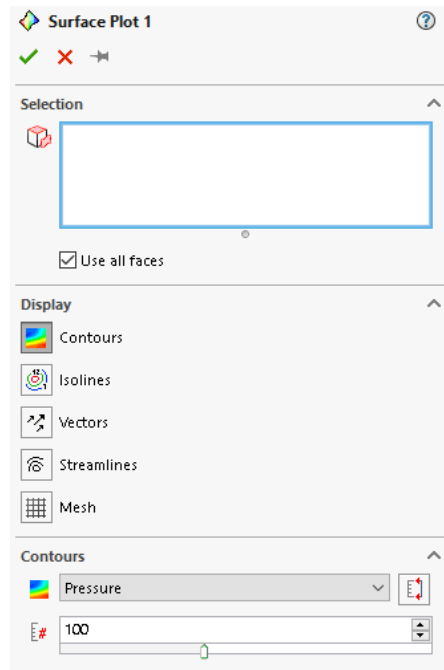 Surface Plot 1
Selection
Use all faces
Display
Contours
Isolines
Vectors
Streamlines
Mesh
Contours
Pressure
100